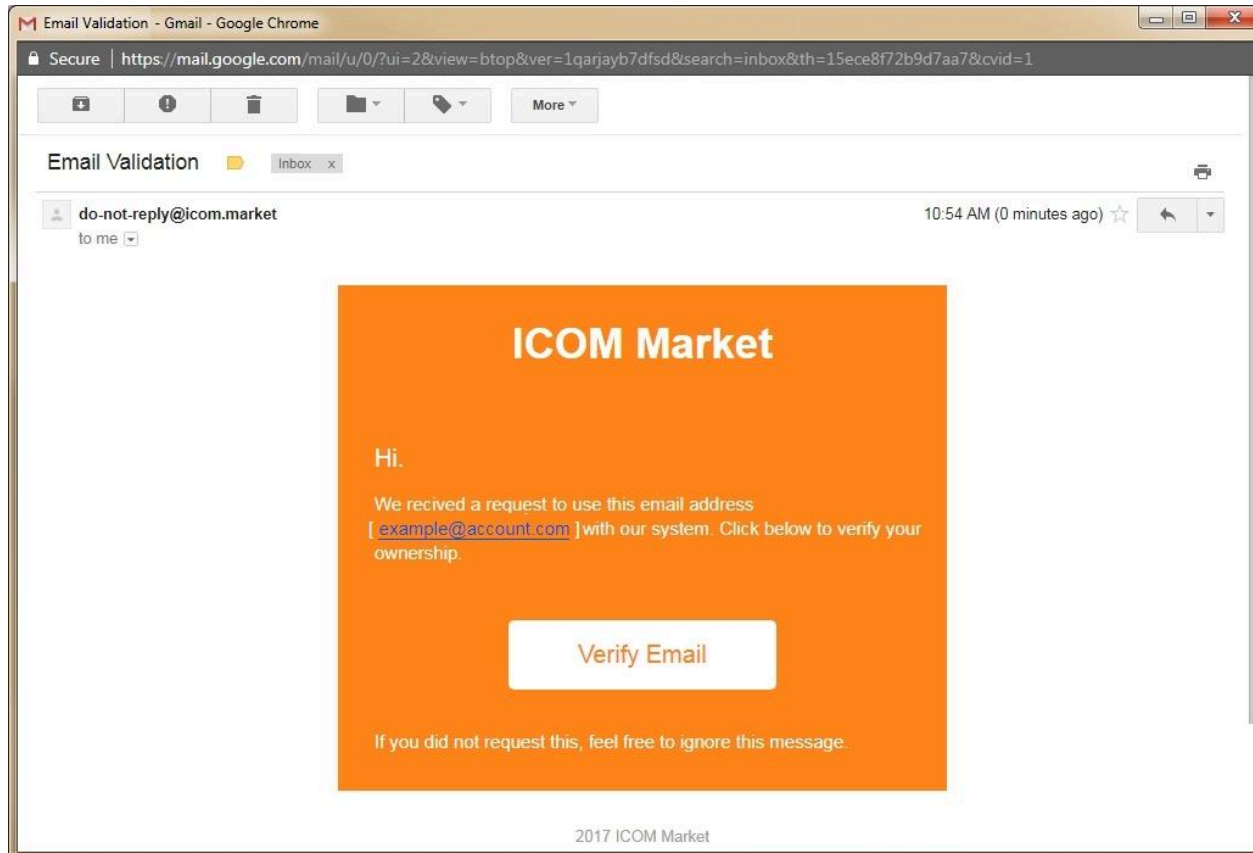 Email Validation - Gmail - Google Chrome
Secure | https://mail.google.com/mail/u/0/?ui=2&view=btop&ver=1qarjayb7dfsd&search=inbox&th=15ece8f72b9d7aa7&cvid=1
More
Email Validation Inbox x
do-not-reply@icom.market 10:54 AM (0 minutes ago)
to me
ICOM Market
Hi.
We recived a request to use this email address
[ example@account.com ] with our system. Click below to verify your
ownership.
Verify Email
If you did not request this, feel free to ignore this message.
2017 ICOM Market